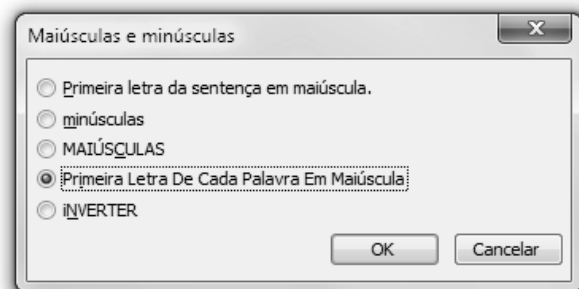 Maiúsculas e minúsculas
Primeira letra da sentença em maiúscula.
minúsculas
MAIÚSCULAS
Primeira Letra De Cada Palavra Em Maiúscula
iNVERTER
OK Cancelar